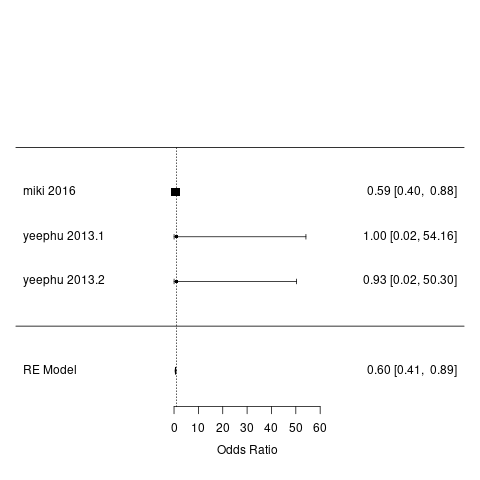 miki 2016 0.59 [0.40, 0.88]
yeephu 2013.1 1.00 [0.02, 54.16]
yeephu 2013.2 0.93 [0.02, 50.30]
RE Model 0.60 [0.41, 0.89]
0 10 20 30 40 50 60
Odds Ratio